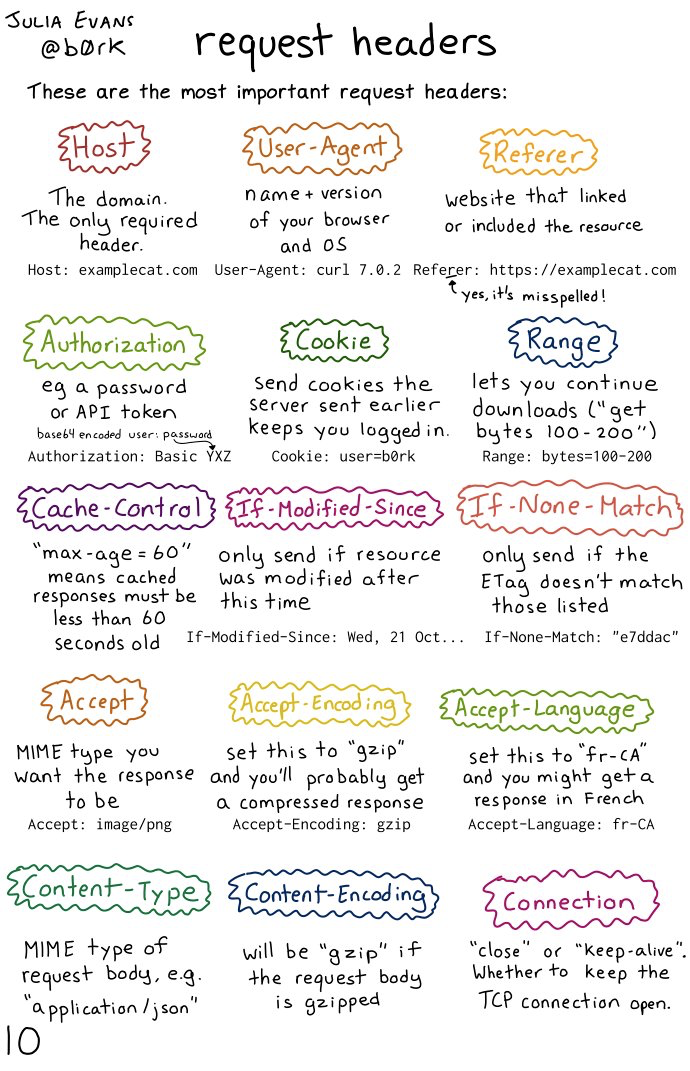 JULIA EVANS
@b0rk
request headers
These are the most important request headers:
Host
The domain.
The only required
header.
Host: examplecat.com
User-Agent
name + version
of your browser
and OS
User-Agent: curl 7.0.2
Referer
website that linked
or included the resource
Referer: https://examplecat.com
yes, it's misspelled!
Authorization
eg a password
or API token
base64 encoded user: password
Authorization: Basic YXZ
Cookie
send cookies the
server sent earlier
keeps you logged in.
Cookie: user=b0rk
Range
lets you continue
downloads ("get
bytes 100-200")
Range: bytes=100-200
Cache-Control
"max-age = 60"
means cached
responses must be
less than 60
seconds old
If-Modified-Since
only send if resource
was modified after
this time
If-Modified-Since: Wed, 21 Oct...
If-None-Match
only send if the
ETag doesn't match
those listed
If-None-Match: "e7ddac"
Accept
MIME type you
want the response
to be
Accept: image/png
Accept-Encoding
set this to "gzip"
and you'll probably get
a compressed response
Accept-Encoding: gzip
Accept-Language
set this to "fr-CA"
and you might get a
response in French
Accept-Language: fr-CA
Content-Type
MIME type of
request body, e.g.
"application/json"
Content-Encoding
will be "gzip" if
the request body
is gzipped
Connection
"close" or "keep-alive".
Whether to keep the
TCP connection open.
10